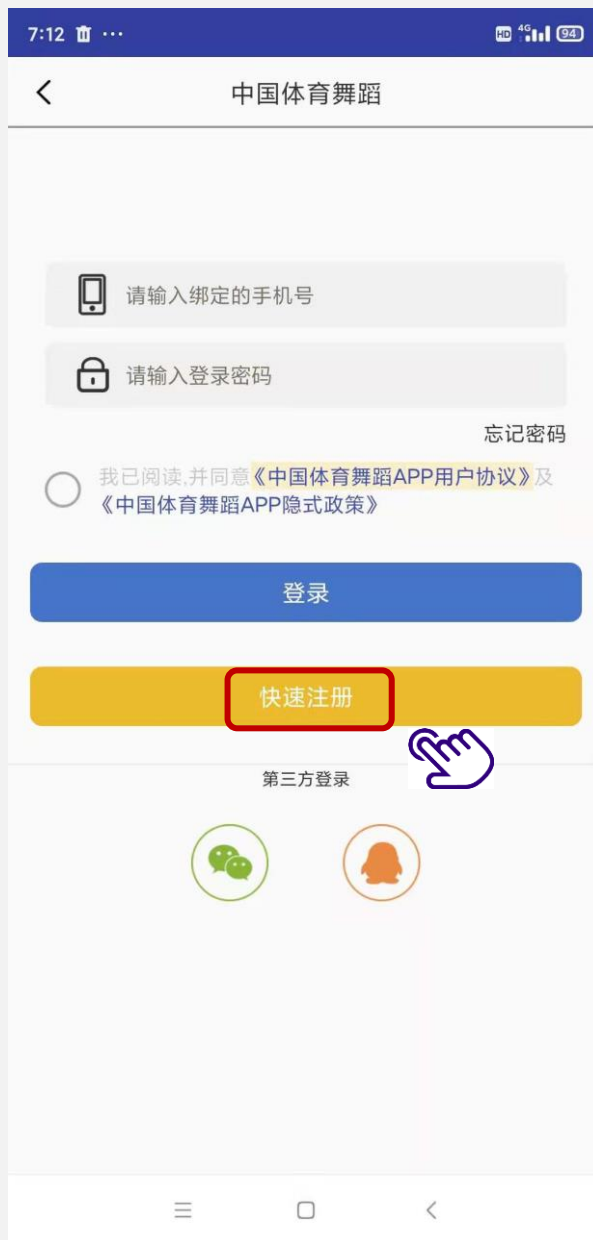 7:12 ··· HD 4G 94
中国体育舞蹈
请输入绑定的手机号
请输入登录密码
忘记密码
我已阅读,并同意《中国体育舞蹈APP用户协议》及
《中国体育舞蹈APP隐式政策》
登录
快速注册
第三方登录